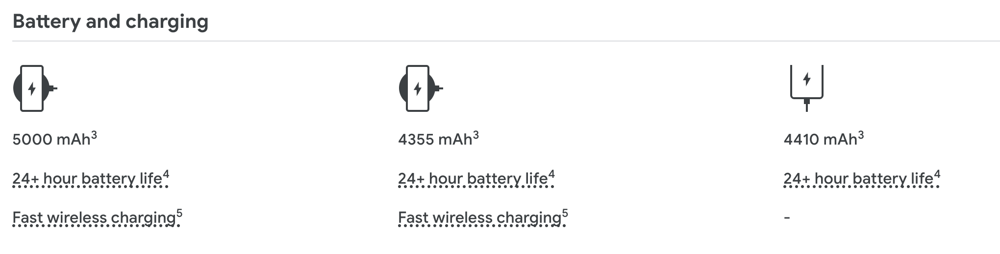 Battery and charging
5000 mAh³
4355 mAh³
4410 mAh³
24+ hour battery life⁴
24+ hour battery life⁴
24+ hour battery life⁴
Fast wireless charging⁵
Fast wireless charging⁵
-